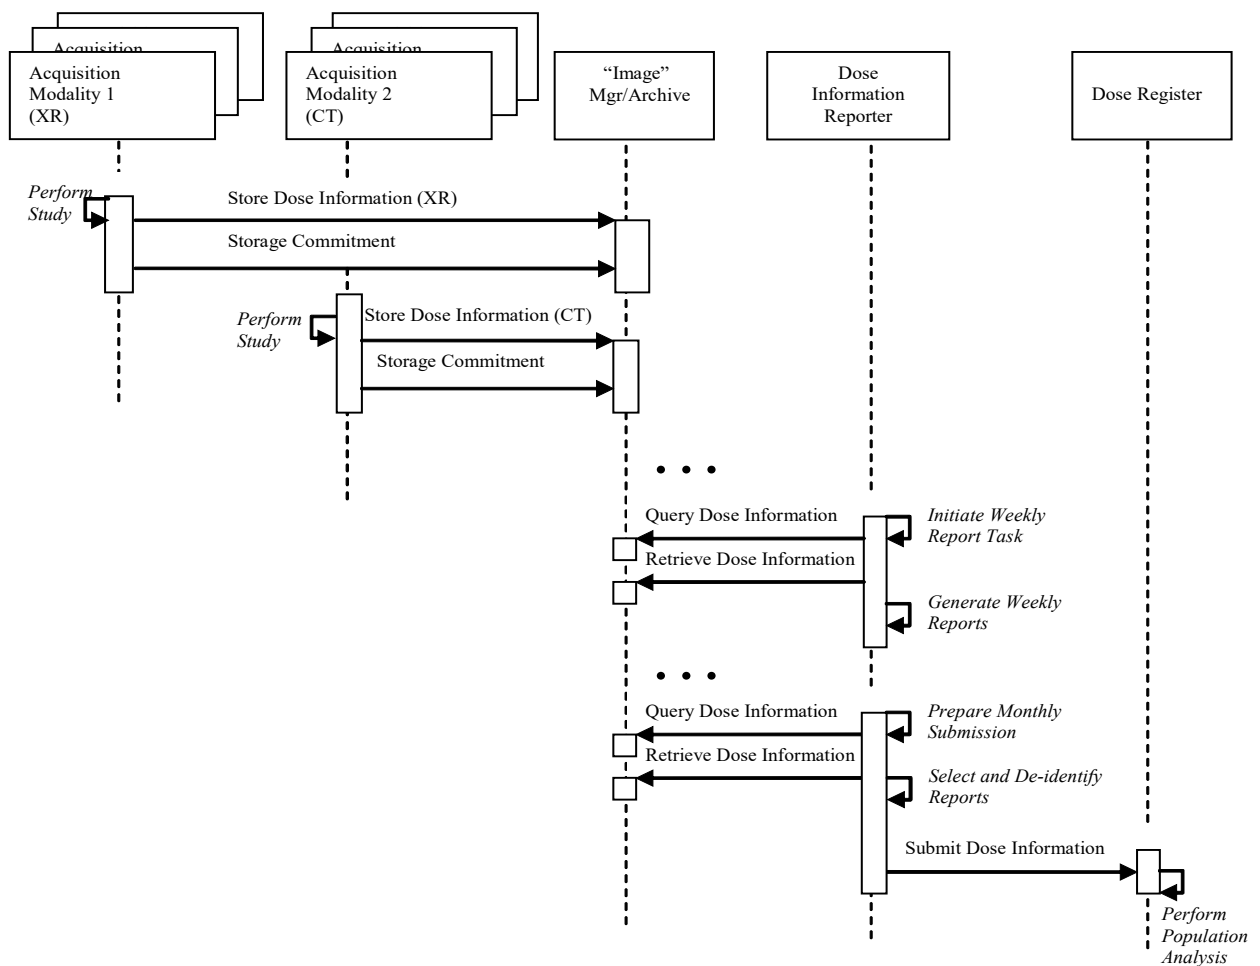 Acquisition
Acquisition
Acquisition
Modality 1
(XR)
Acquisition
Modality 2
(CT)
“Image”
Mgr/Archive
Dose
Information
Reporter
Dose Register
Perform
Study
Store Dose Information (XR)
Storage Commitment
Perform
Study
Store Dose Information (CT)
Storage Commitment
• • •
Query Dose Information
Initiate Weekly
Report Task
Retrieve Dose Information
Generate Weekly
Reports
• • •
Query Dose Information
Prepare Monthly
Submission
Retrieve Dose Information
Select and De-identify
Reports
Submit Dose Information
Perform
Population
Analysis